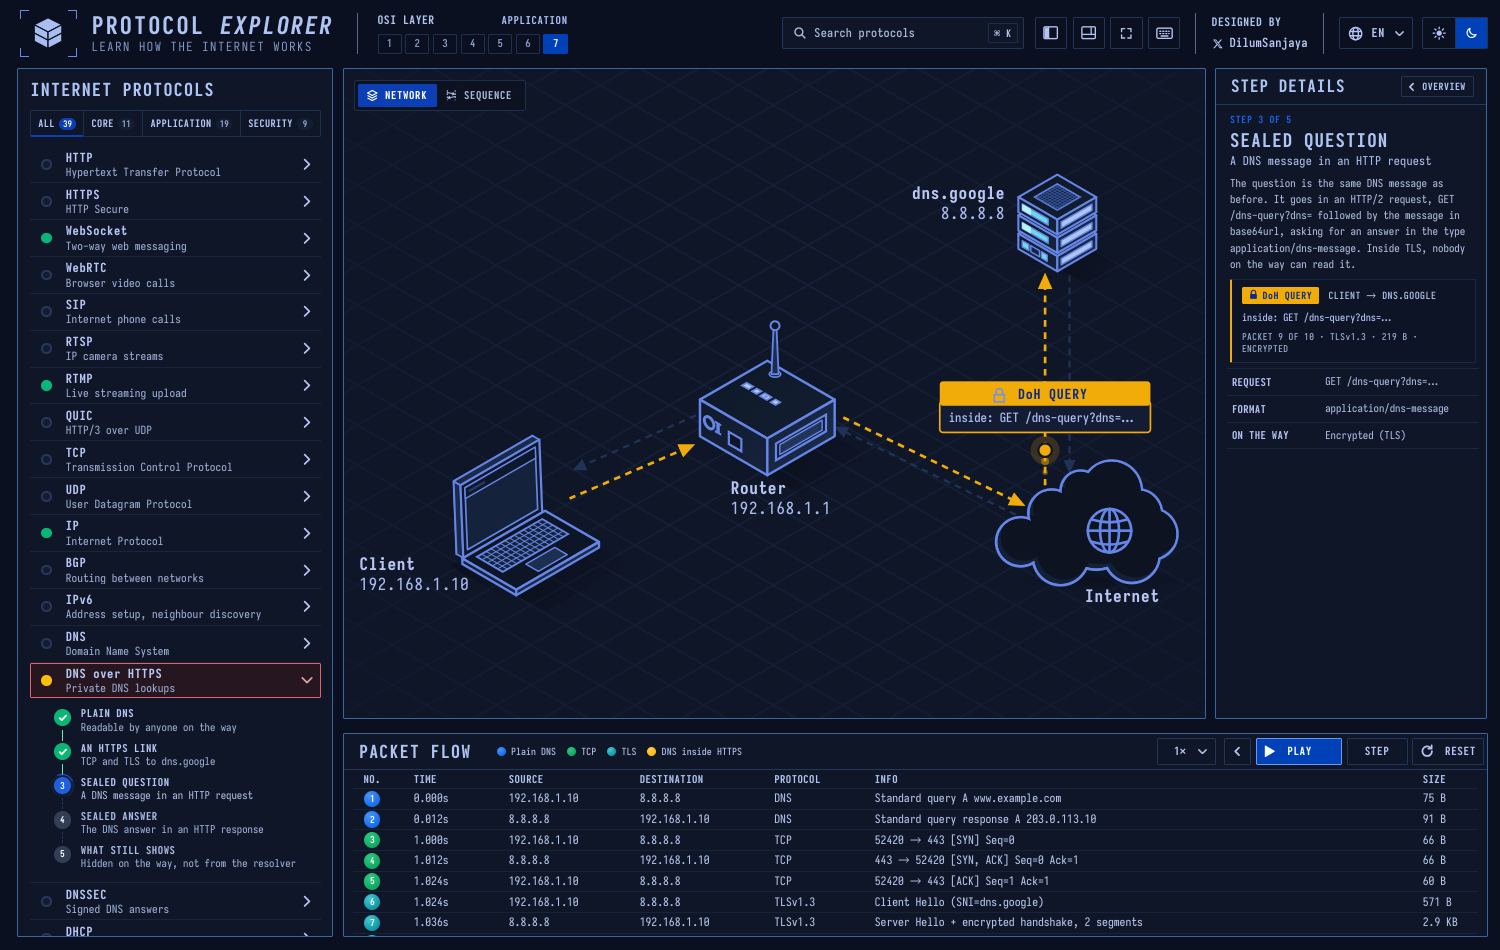 PROTOCOL EXPLORER
LEARN HOW THE INTERNET WORKS
OSI LAYER APPLICATION
1 2 3 4 5 6 7
Search protocols ⌘ K
DESIGNED BY
DilumSanjaya
EN
INTERNET PROTOCOLS
ALL 39 CORE 11 APPLICATION 19 SECURITY 9
HTTP
Hypertext Transfer Protocol
HTTPS
HTTP Secure
WebSocket
Two-way web messaging
WebRTC
Browser video calls
SIP
Internet phone calls
RTSP
IP camera streams
RTMP
Live streaming upload
QUIC
HTTP/3 over UDP
TCP
Transmission Control Protocol
UDP
User Datagram Protocol
IP
Internet Protocol
BGP
Routing between networks
IPv6
Address setup, neighbour discovery
DNS
Domain Name System
DNS over HTTPS
Private DNS lookups
PLAIN DNS
Readable by anyone on the way
AN HTTPS LINK
TCP and TLS to dns.google
3 SEALED QUESTION
A DNS message in an HTTP request
4 SEALED ANSWER
The DNS answer in an HTTP response
5 WHAT STILL SHOWS
Hidden on the way, not from the resolver
DNSSEC
Signed DNS answers
DHCP
NETWORK SEQUENCE
dns.google
8.8.8.8
DoH QUERY
inside: GET /dns-query?dns=…
Router
192.168.1.1
Client
192.168.1.10
Internet
STEP DETAILS OVERVIEW
STEP 3 OF 5
SEALED QUESTION
A DNS message in an HTTP request
The question is the same DNS message as
before. It goes in an HTTP/2 request, GET
/dns-query?dns= followed by the message in
base64url, asking for an answer in the type
application/dns-message. Inside TLS, nobody
on the way can read it.
DoH QUERY CLIENT → DNS.GOOGLE
inside: GET /dns-query?dns=…
PACKET 9 OF 10 · TLSv1.3 · 219 B ·
ENCRYPTED
REQUEST GET /dns-query?dns=…
FORMAT application/dns-message
ON THE WAY Encrypted (TLS)
PACKET FLOW Plain DNS TCP TLS DNS inside HTTPS 1× PLAY STEP RESET
NO. TIME SOURCE DESTINATION PROTOCOL INFO SIZE
1 0.000s 192.168.1.10 8.8.8.8 DNS Standard query A www.example.com 75 B
2 0.012s 8.8.8.8 192.168.1.10 DNS Standard query response A 203.0.113.10 91 B
3 1.000s 192.168.1.10 8.8.8.8 TCP 52420 → 443 [SYN] Seq=0 66 B
4 1.012s 8.8.8.8 192.168.1.10 TCP 443 → 52420 [SYN, ACK] Seq=0 Ack=1 66 B
5 1.024s 192.168.1.10 8.8.8.8 TCP 52420 → 443 [ACK] Seq=1 Ack=1 60 B
6 1.024s 192.168.1.10 8.8.8.8 TLSv1.3 Client Hello (SNI=dns.google) 571 B
7 1.036s 8.8.8.8 192.168.1.10 TLSv1.3 Server Hello + encrypted handshake, 2 segments 2.9 KB